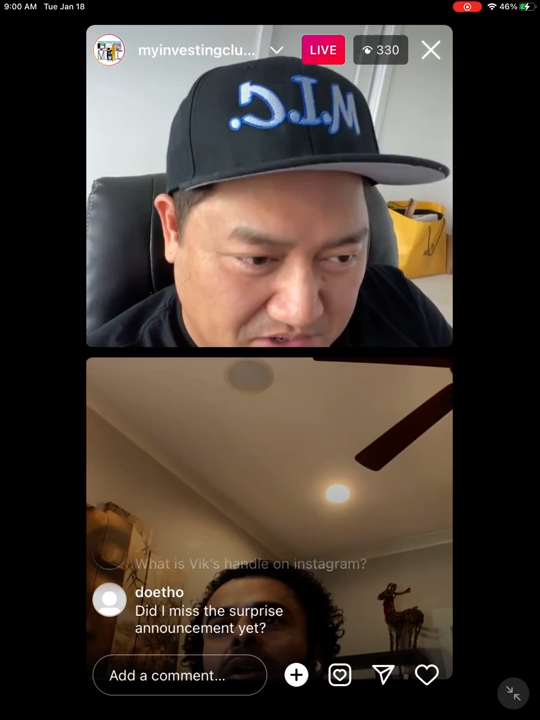 9:00 AM Tue Jan 18
46%
myinvestingclu...
LIVE
330
M.I.C.
What is Vik's handle on instagram?
doetho
Did I miss the surprise
announcement yet?
Add a comment...